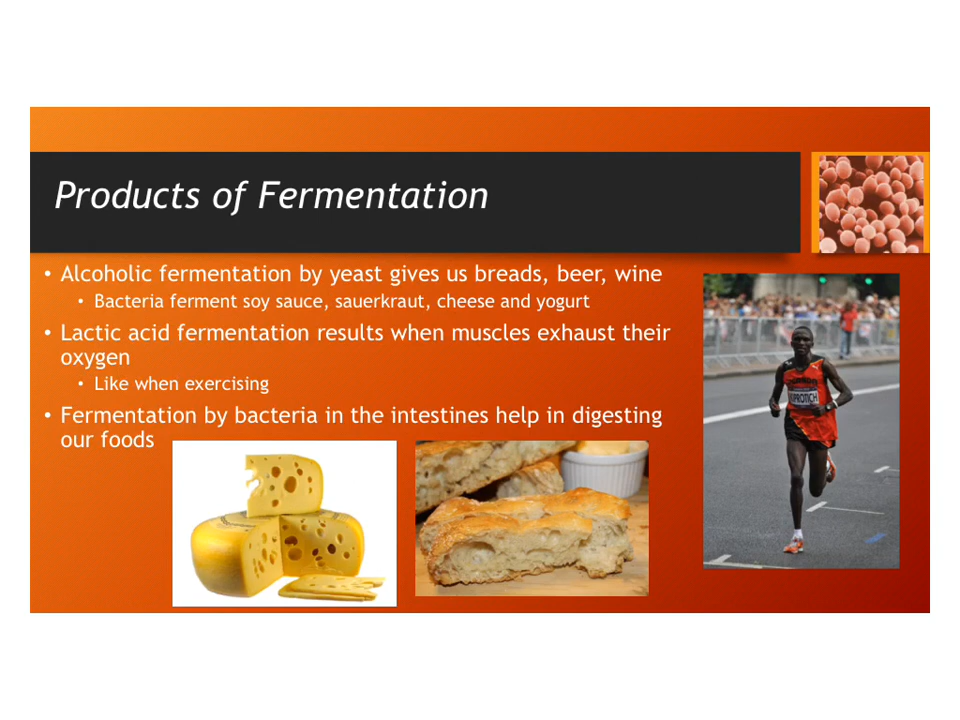 Products of Fermentation
• Alcoholic fermentation by yeast gives us breads, beer, wine
• Bacteria ferment soy sauce, sauerkraut, cheese and yogurt
• Lactic acid fermentation results when muscles exhaust their
oxygen
• Like when exercising
• Fermentation by bacteria in the intestines help in digesting
our foods